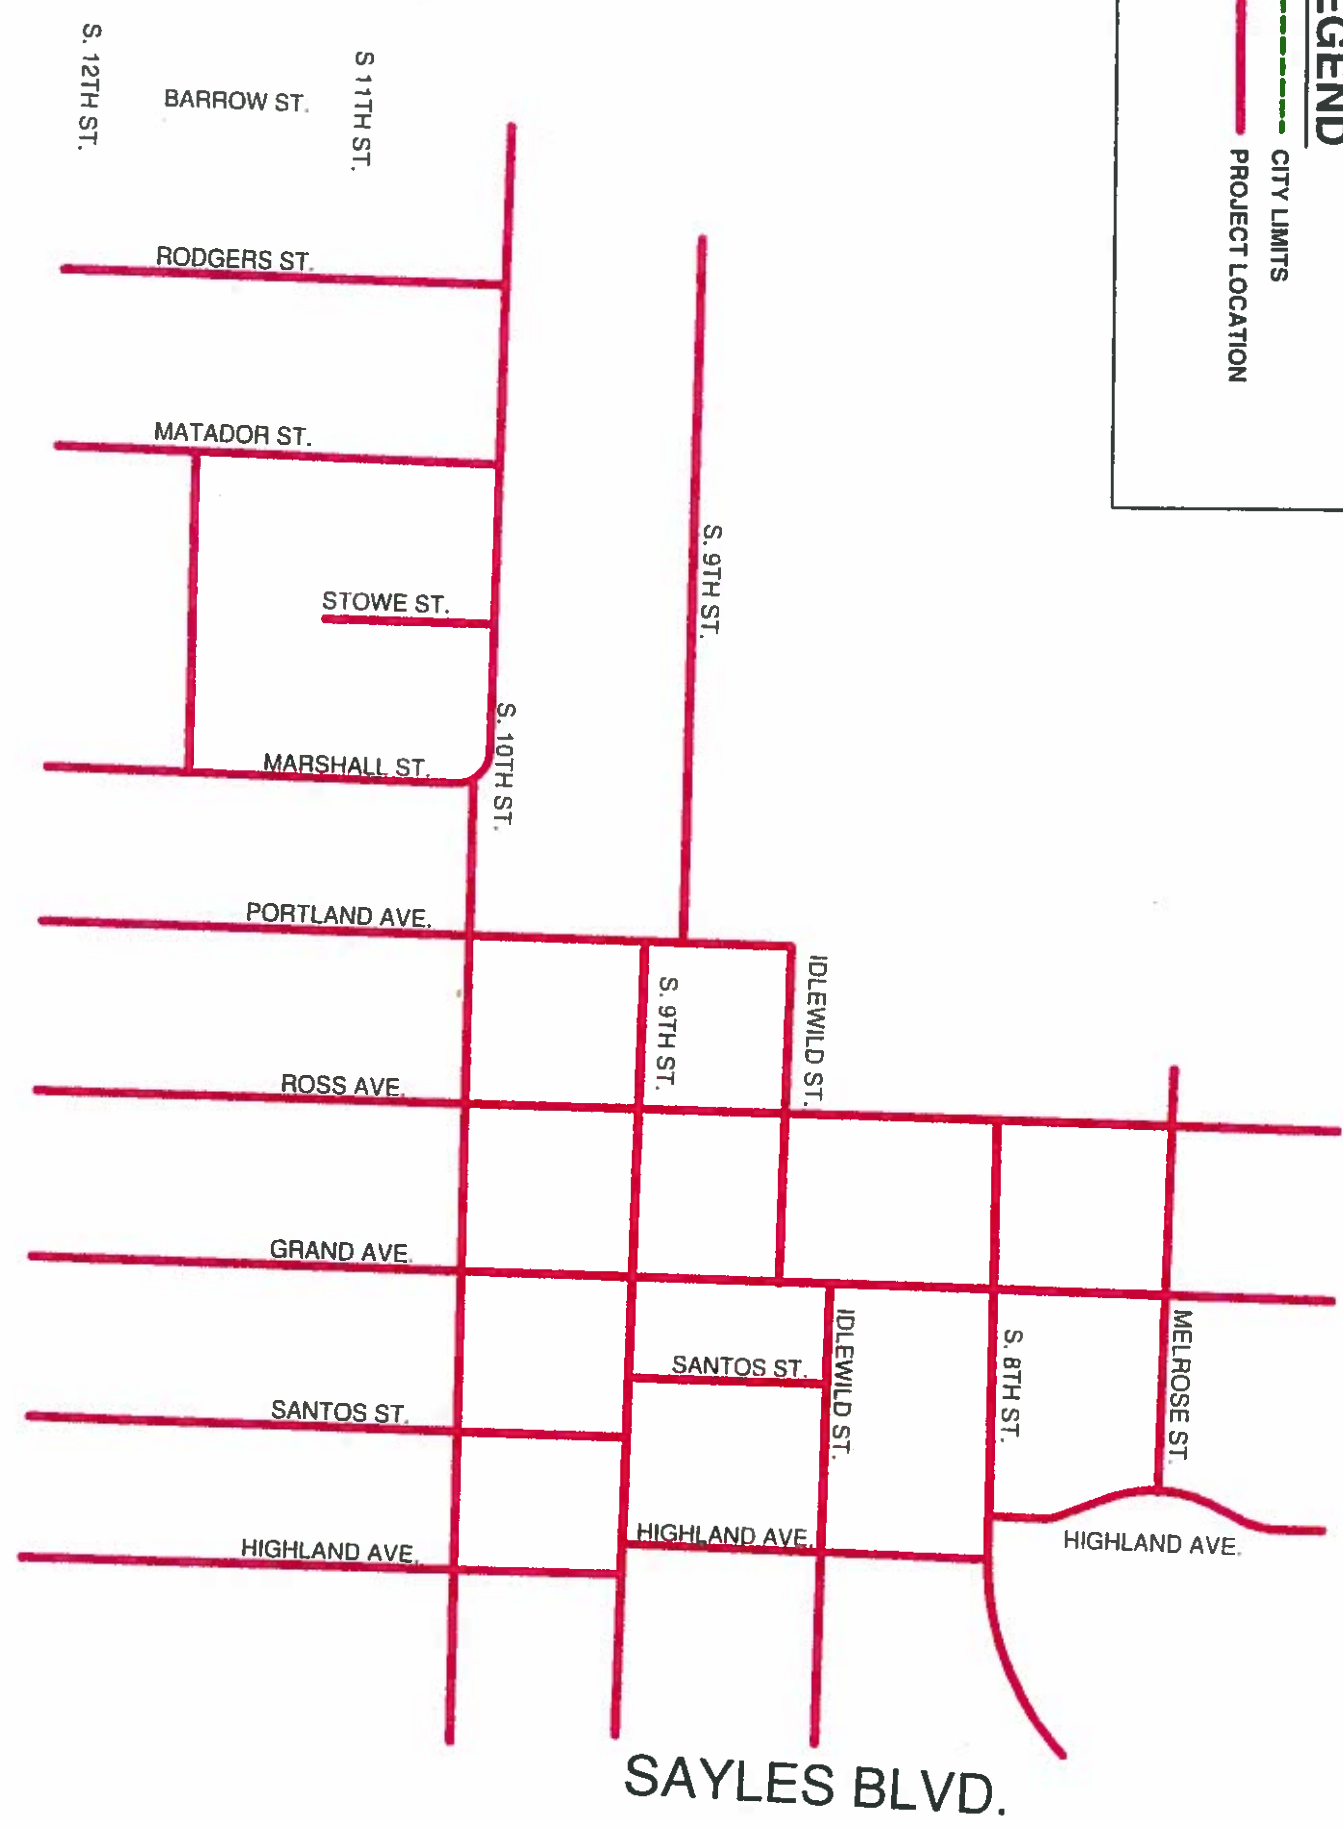 EGEND
CITY LIMITS
PROJECT LOCATION
S. 12TH ST.
BARROW ST.
S 11TH ST.
RODGERS ST.
MATADOR ST.
S. 9TH ST.
STOWE ST.
S. 10TH ST.
MARSHALL ST.
PORTLAND AVE.
IDLEWILD ST.
S. 9TH ST.
ROSS AVE.
GRAND AVE.
IDLEWILD ST.
S. 8TH ST.
MELROSE ST.
SANTOS ST.
SANTOS ST.
HIGHLAND AVE.
HIGHLAND AVE.
HIGHLAND AVE.
SAYLES BLVD.